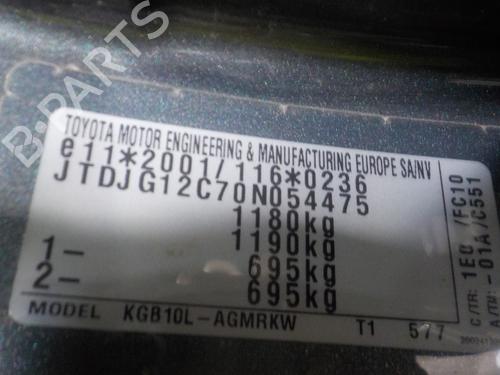 B-PARTS
TOYOTA MOTOR ENGINEERING & MANUFACTURING EUROPE SA/NV
e11*2001/116*0236
JTDJG12C70N054475
1180kg
1190kg
1- 695kg
2- 695kg
MODEL KGB10L-AGMRKW T1 577
C/TR: 1E0 /FC10
A/TM: -01A/C551